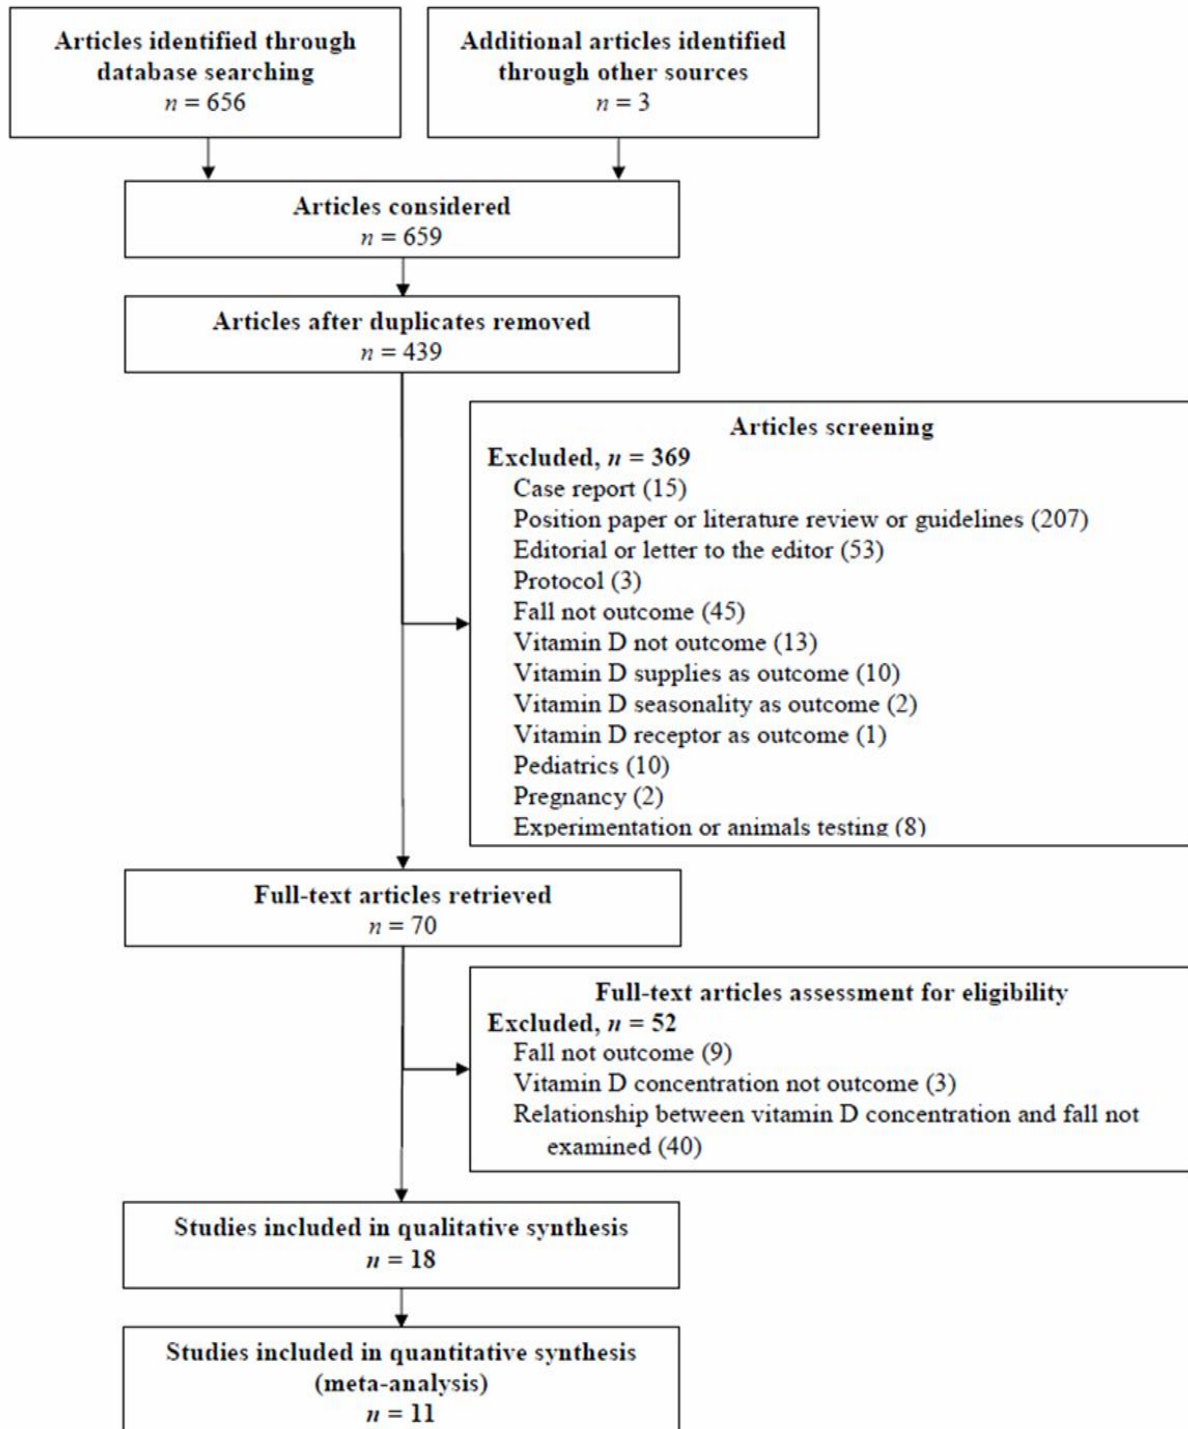 Articles identified through
database searching
n = 656
Additional articles identified
through other sources
n = 3
Articles considered
n = 659
Articles after duplicates removed
n = 439
Articles screening
Excluded, n = 369
Case report (15)
Position paper or literature review or guidelines (207)
Editorial or letter to the editor (53)
Protocol (3)
Fall not outcome (45)
Vitamin D not outcome (13)
Vitamin D supplies as outcome (10)
Vitamin D seasonality as outcome (2)
Vitamin D receptor as outcome (1)
Pediatrics (10)
Pregnancy (2)
Experimentation or animals testing (8)
Full-text articles retrieved
n = 70
Full-text articles assessment for eligibility
Excluded, n = 52
Fall not outcome (9)
Vitamin D concentration not outcome (3)
Relationship between vitamin D concentration and fall not
examined (40)
Studies included in qualitative synthesis
n = 18
Studies included in quantitative synthesis
(meta-analysis)
n = 11